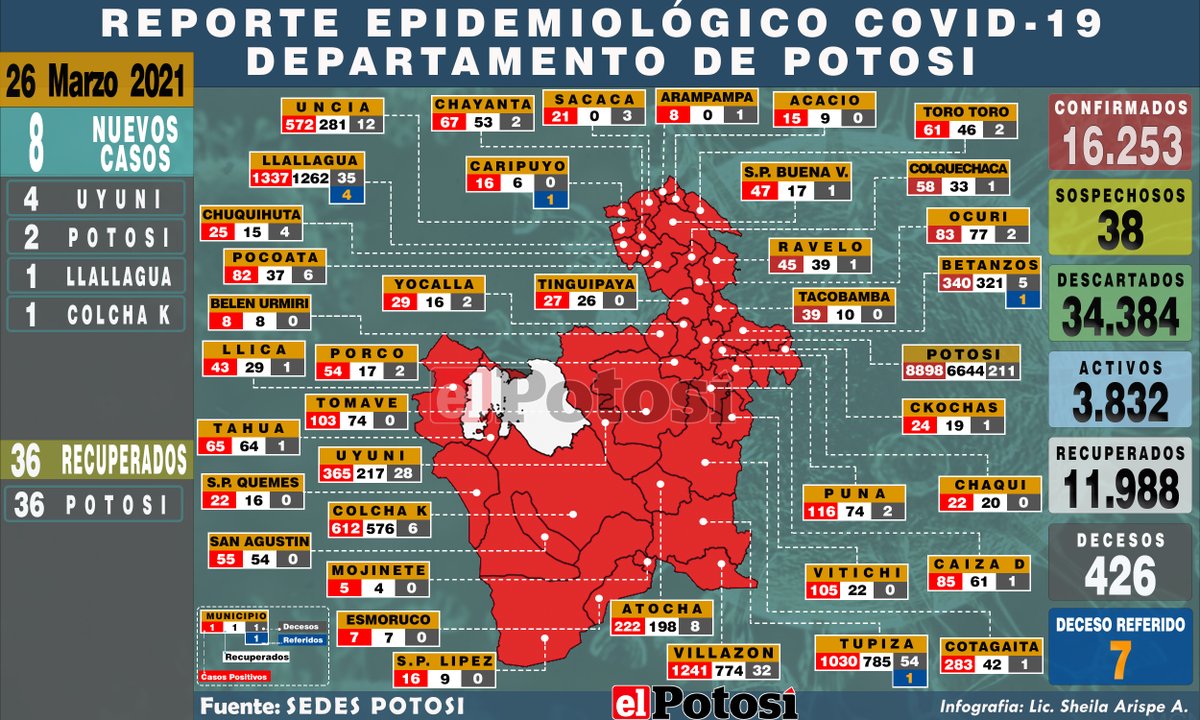 REPORTE EPIDEMIOLÓGICO COVID-19
DEPARTAMENTO DE POTOSI
26 Marzo 2021
8 NUEVOS CASOS
4 UYUNI
2 POTOSI
1 LLALLAGUA
1 COLCHA K
36 RECUPERADOS
36 POTOSI
UNCIA
572 281 12
CHAYANTA
67 53 2
SACACA
21 0 3
ARAMPAMPA
8 0 1
ACACIO
15 9 0
TORO TORO
61 46 2
LLALLAGUA
1337 1262 35
4
CARIPUYO
16 6 0
1
S.P. BUENA V.
47 17 1
COLQUECHACA
58 33 1
CHUQUIHUTA
25 15 4
OCURI
83 77 2
POCOATA
82 37 6
RAVELO
45 39 1
YOCALLA
29 16 2
TINGUIPAYA
27 26 0
BETANZOS
340 321 5
1
BELEN URMIRI
8 8 0
TACOBAMBA
39 10 0
LLICA
43 29 1
PORCO
54 17 2
POTOSI
8898 6644 211
TOMAVE
103 74 0
CKOCHAS
24 19 1
TAHUA
65 64 1
UYUNI
365 217 28
S.P. QUEMES
22 16 0
PUNA
116 74 2
CHAQUI
22 20 0
COLCHA K
612 576 6
SAN AGUSTIN
55 54 0
MOJINETE
5 4 0
VITICHI
105 22 0
CAIZA D
85 61 1
ESMORUCO
7 7 0
ATOCHA
222 198 8
S.P. LIPEZ
16 9 0
VILLAZON
1241 774 32
TUPIZA
1030 785 54
1
COTAGAITA
283 42 1
MUNICIPIO
1 1 1
1
Decesos
Referidos
Recuperados
Casos Positivos
el Potosí
CONFIRMADOS
16.253
SOSPECHOSOS
38
DESCARTADOS
34.384
ACTIVOS
3.832
RECUPERADOS
11.988
DECESOS
426
DECESO REFERIDO
7
Fuente: SEDES POTOSI
el Potosí
Infografia: Lic. Sheila Arispe A.